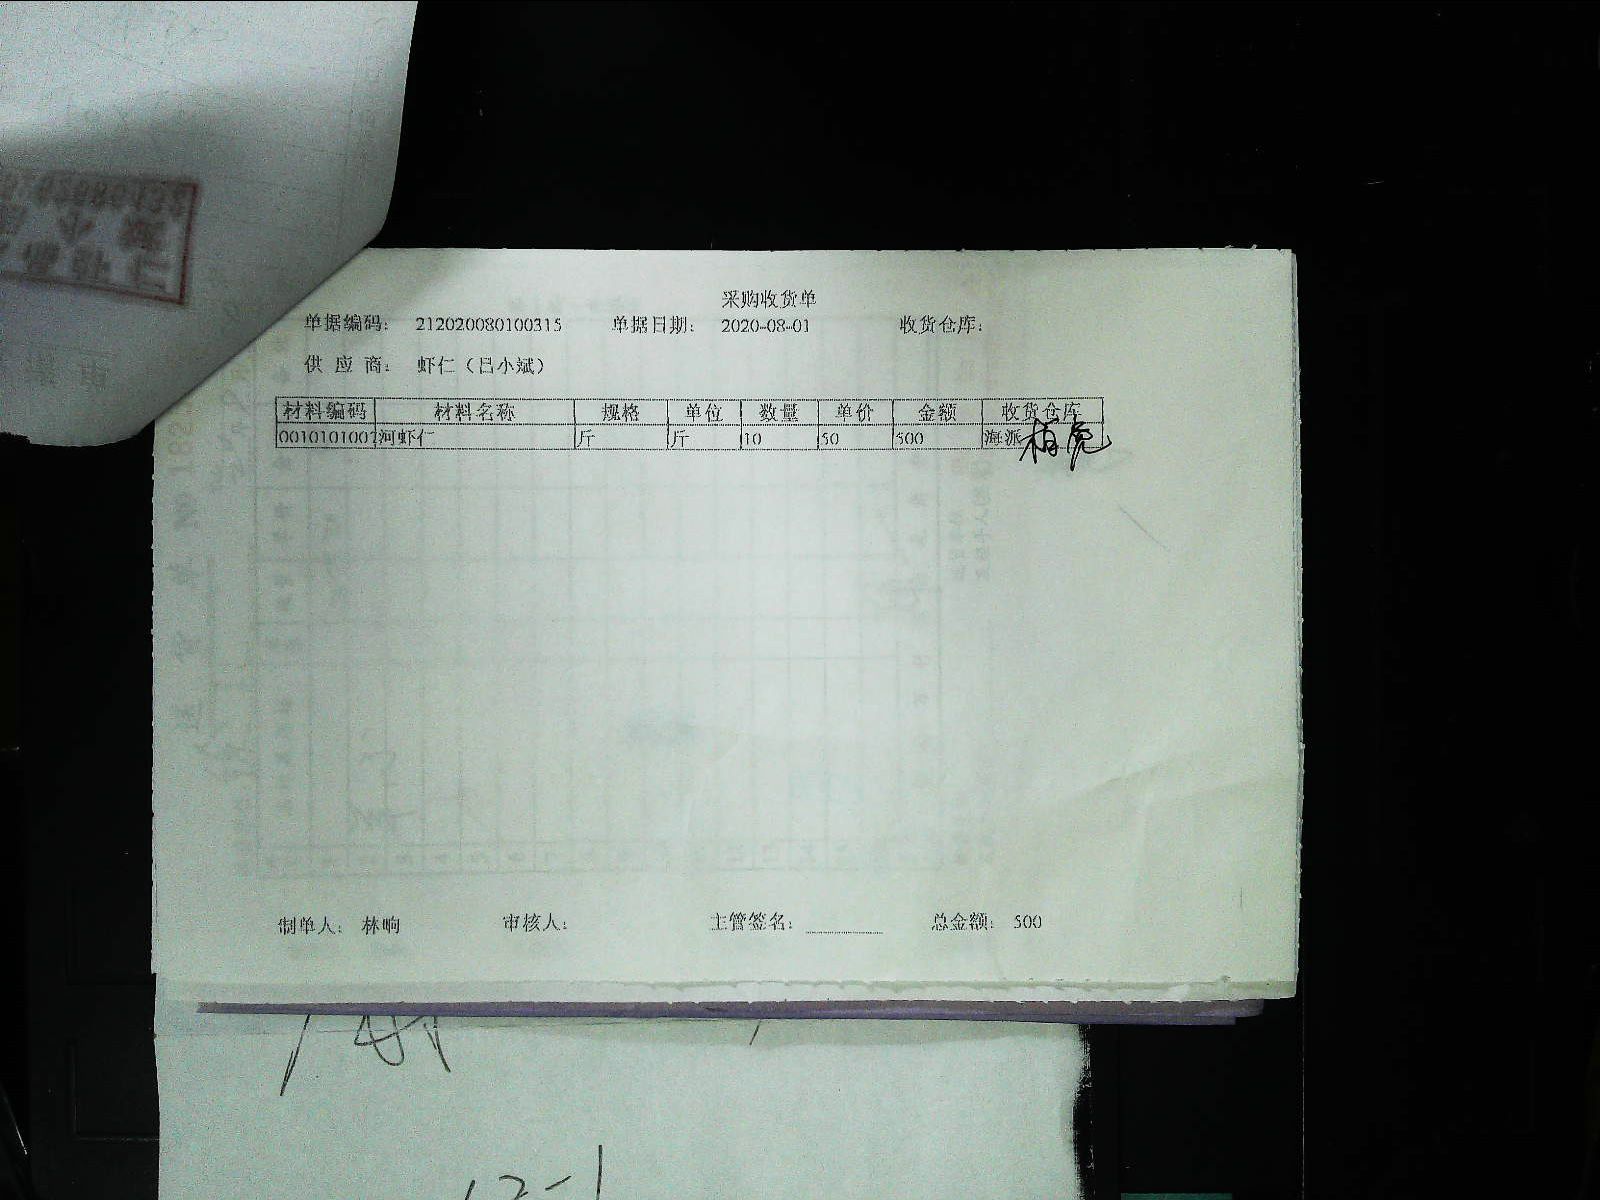 采购收货单
单据编码： 212020080100315 单据日期： 2020-08-01 收货仓库：
供 应 商： 虾仁（吕小斌）
材料编码 材料名称 规格 单位 数量 单价 金额 收货仓库
0010101007 河虾仁 斤 斤 10 50 500 海派
制单人： 林响 审核人： 主管签名： 总金额： 500
12-1